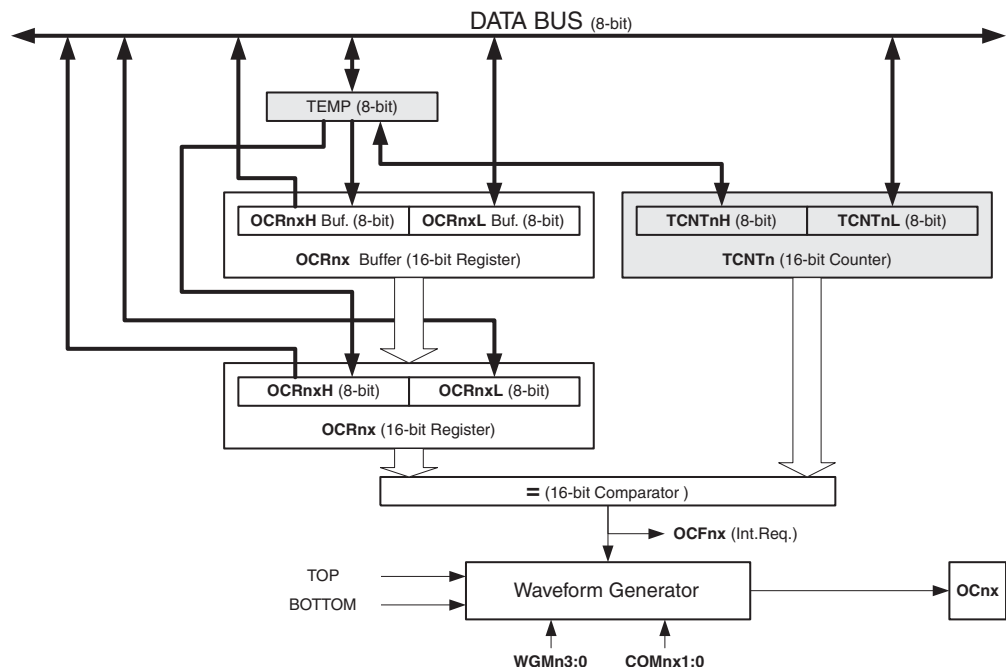 DATA BUS (8-bit)
TEMP (8-bit)
OCRnxH Buf. (8-bit) OCRnxL Buf. (8-bit)
OCRnx Buffer (16-bit Register)
TCNTnH (8-bit) TCNTnL (8-bit)
TCNTn (16-bit Counter)
OCRnxH (8-bit) OCRnxL (8-bit)
OCRnx (16-bit Register)
= (16-bit Comparator )
OCFnx (Int.Req.)
TOP
BOTTOM
Waveform Generator
OCnx
WGMn3:0 COMnx1:0